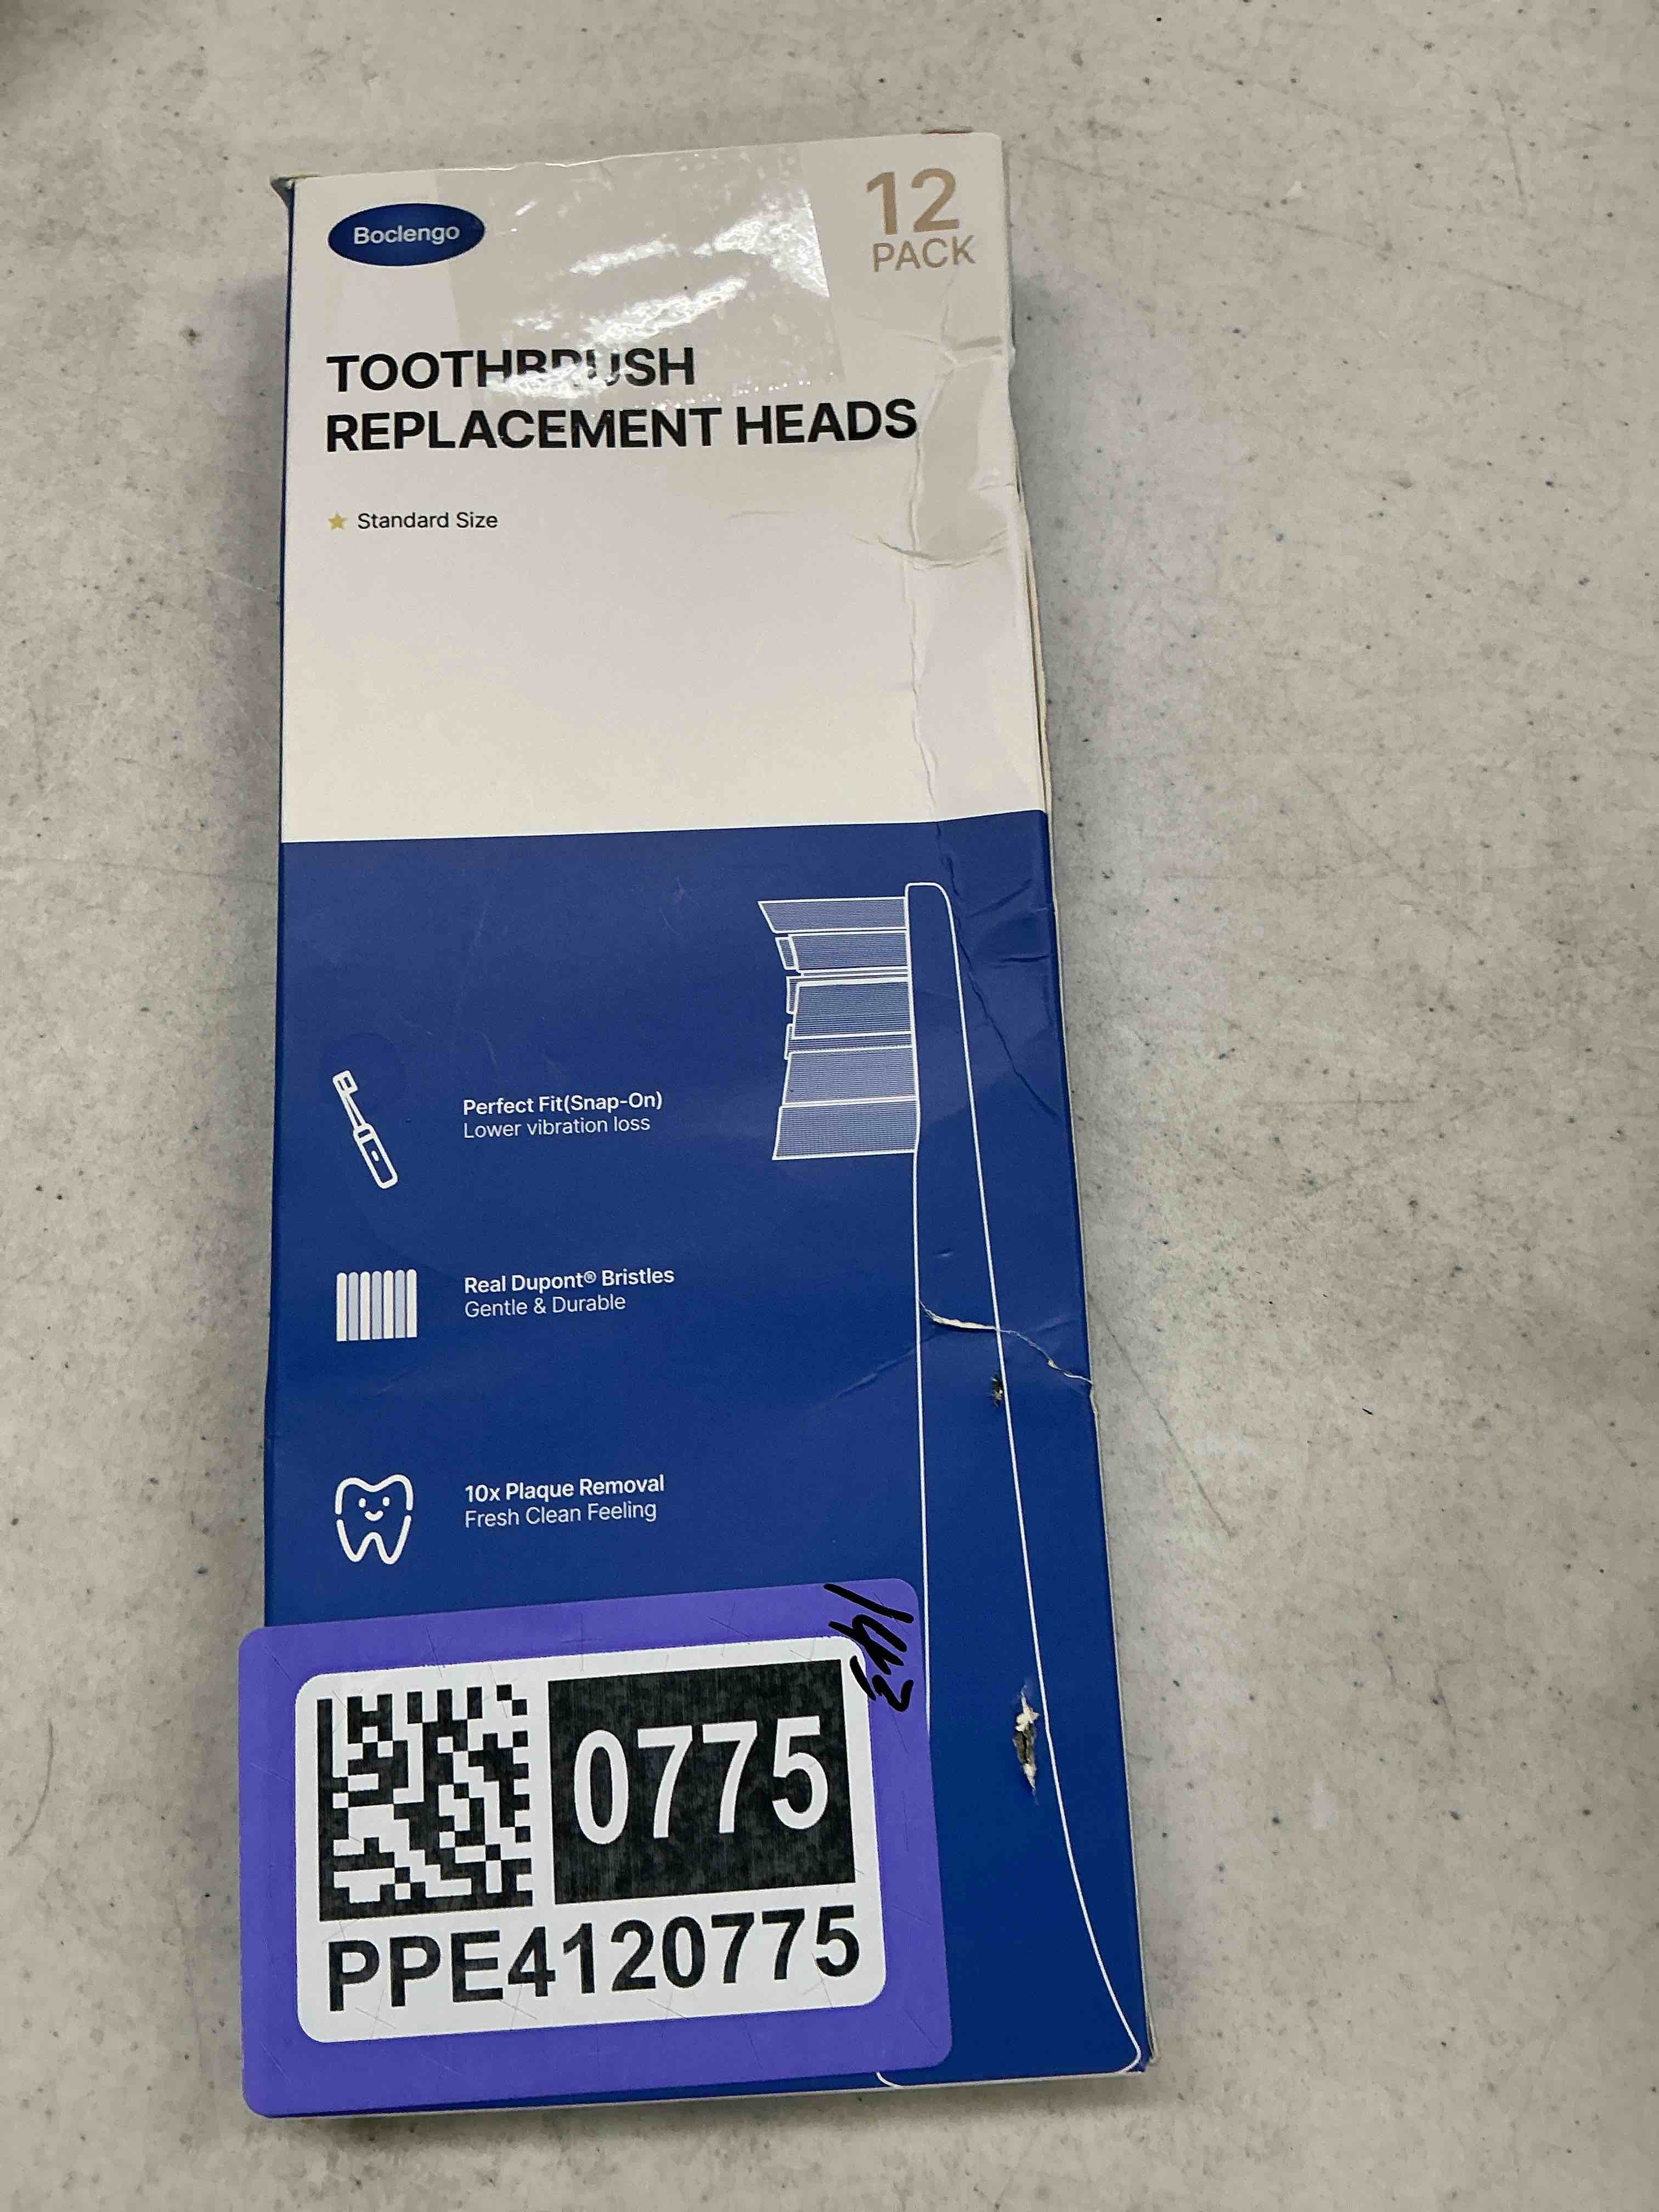 Boclengo
12
PACK
TOOTHBRUSH
REPLACEMENT HEADS
Standard Size
Perfect Fit(Snap-On)
Lower vibration loss
Real Dupont® Bristles
Gentle & Durable
10x Plaque Removal
Fresh Clean Feeling
0775
PPE4120775